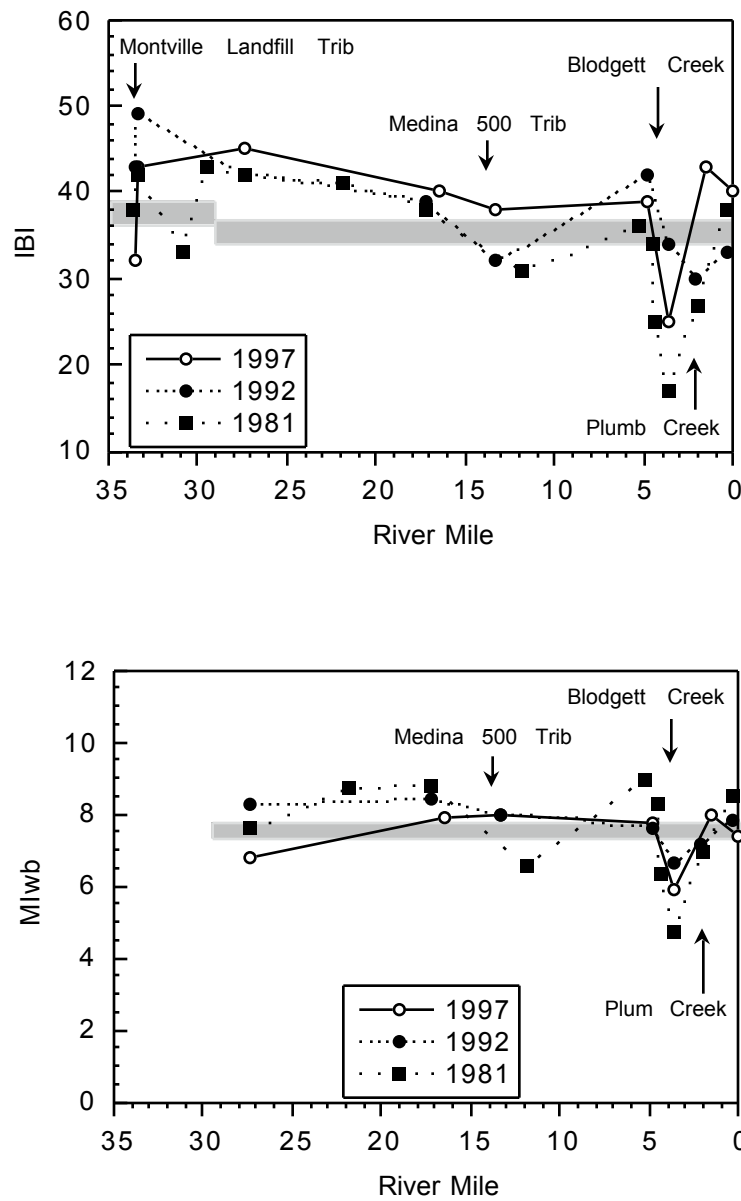 60
Montville Landfill Trib
Blodgett Creek
50
Medina 500 Trib
40
IBI
30
1997
20
1992
1981
Plumb Creek
10
35 30 25 20 15 10 5 0
River Mile
12
Blodgett Creek
Medina 500 Trib
10
8
MIwb
6
4
1997
Plum Creek
2
1992
1981
0
35 30 25 20 15 10 5 0
River Mile